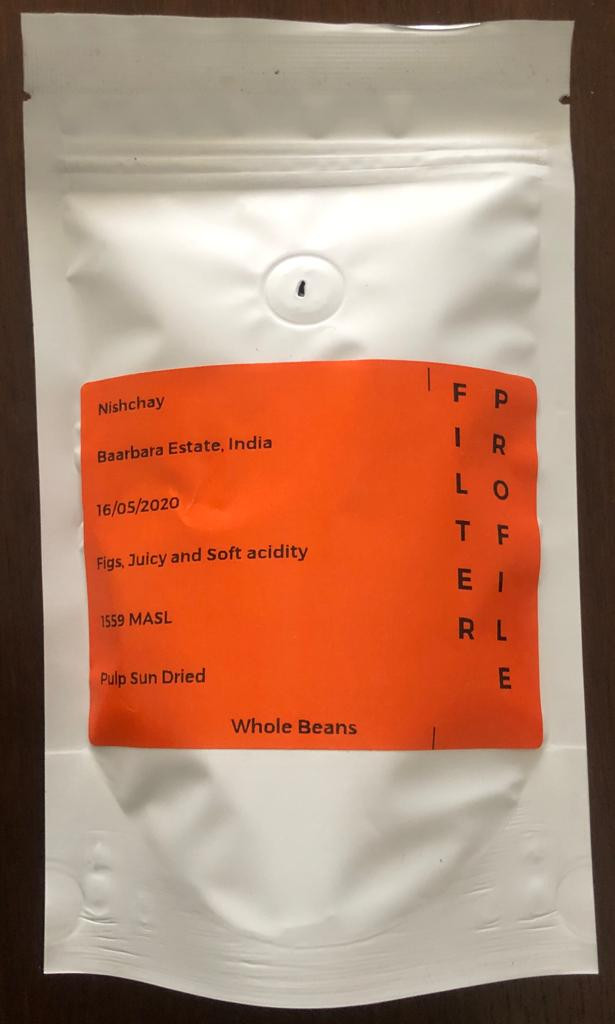 Nishchay
Baarbara Estate, India
16/05/2020
Figs, Juicy and Soft acidity
1559 MASL
Pulp Sun Dried
Whole Beans
FILTER
PROFILE